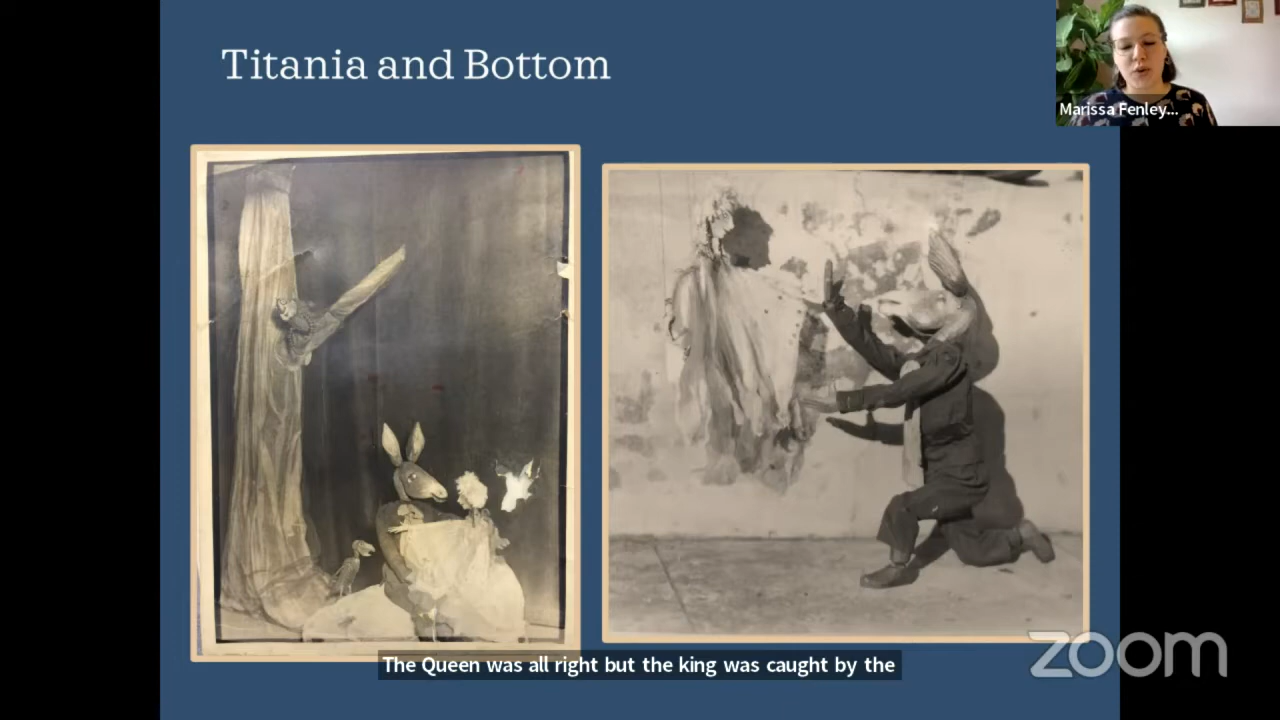 Titania and Bottom
Marissa Fenley...
The Queen was all right but the king was caught by the
zoom